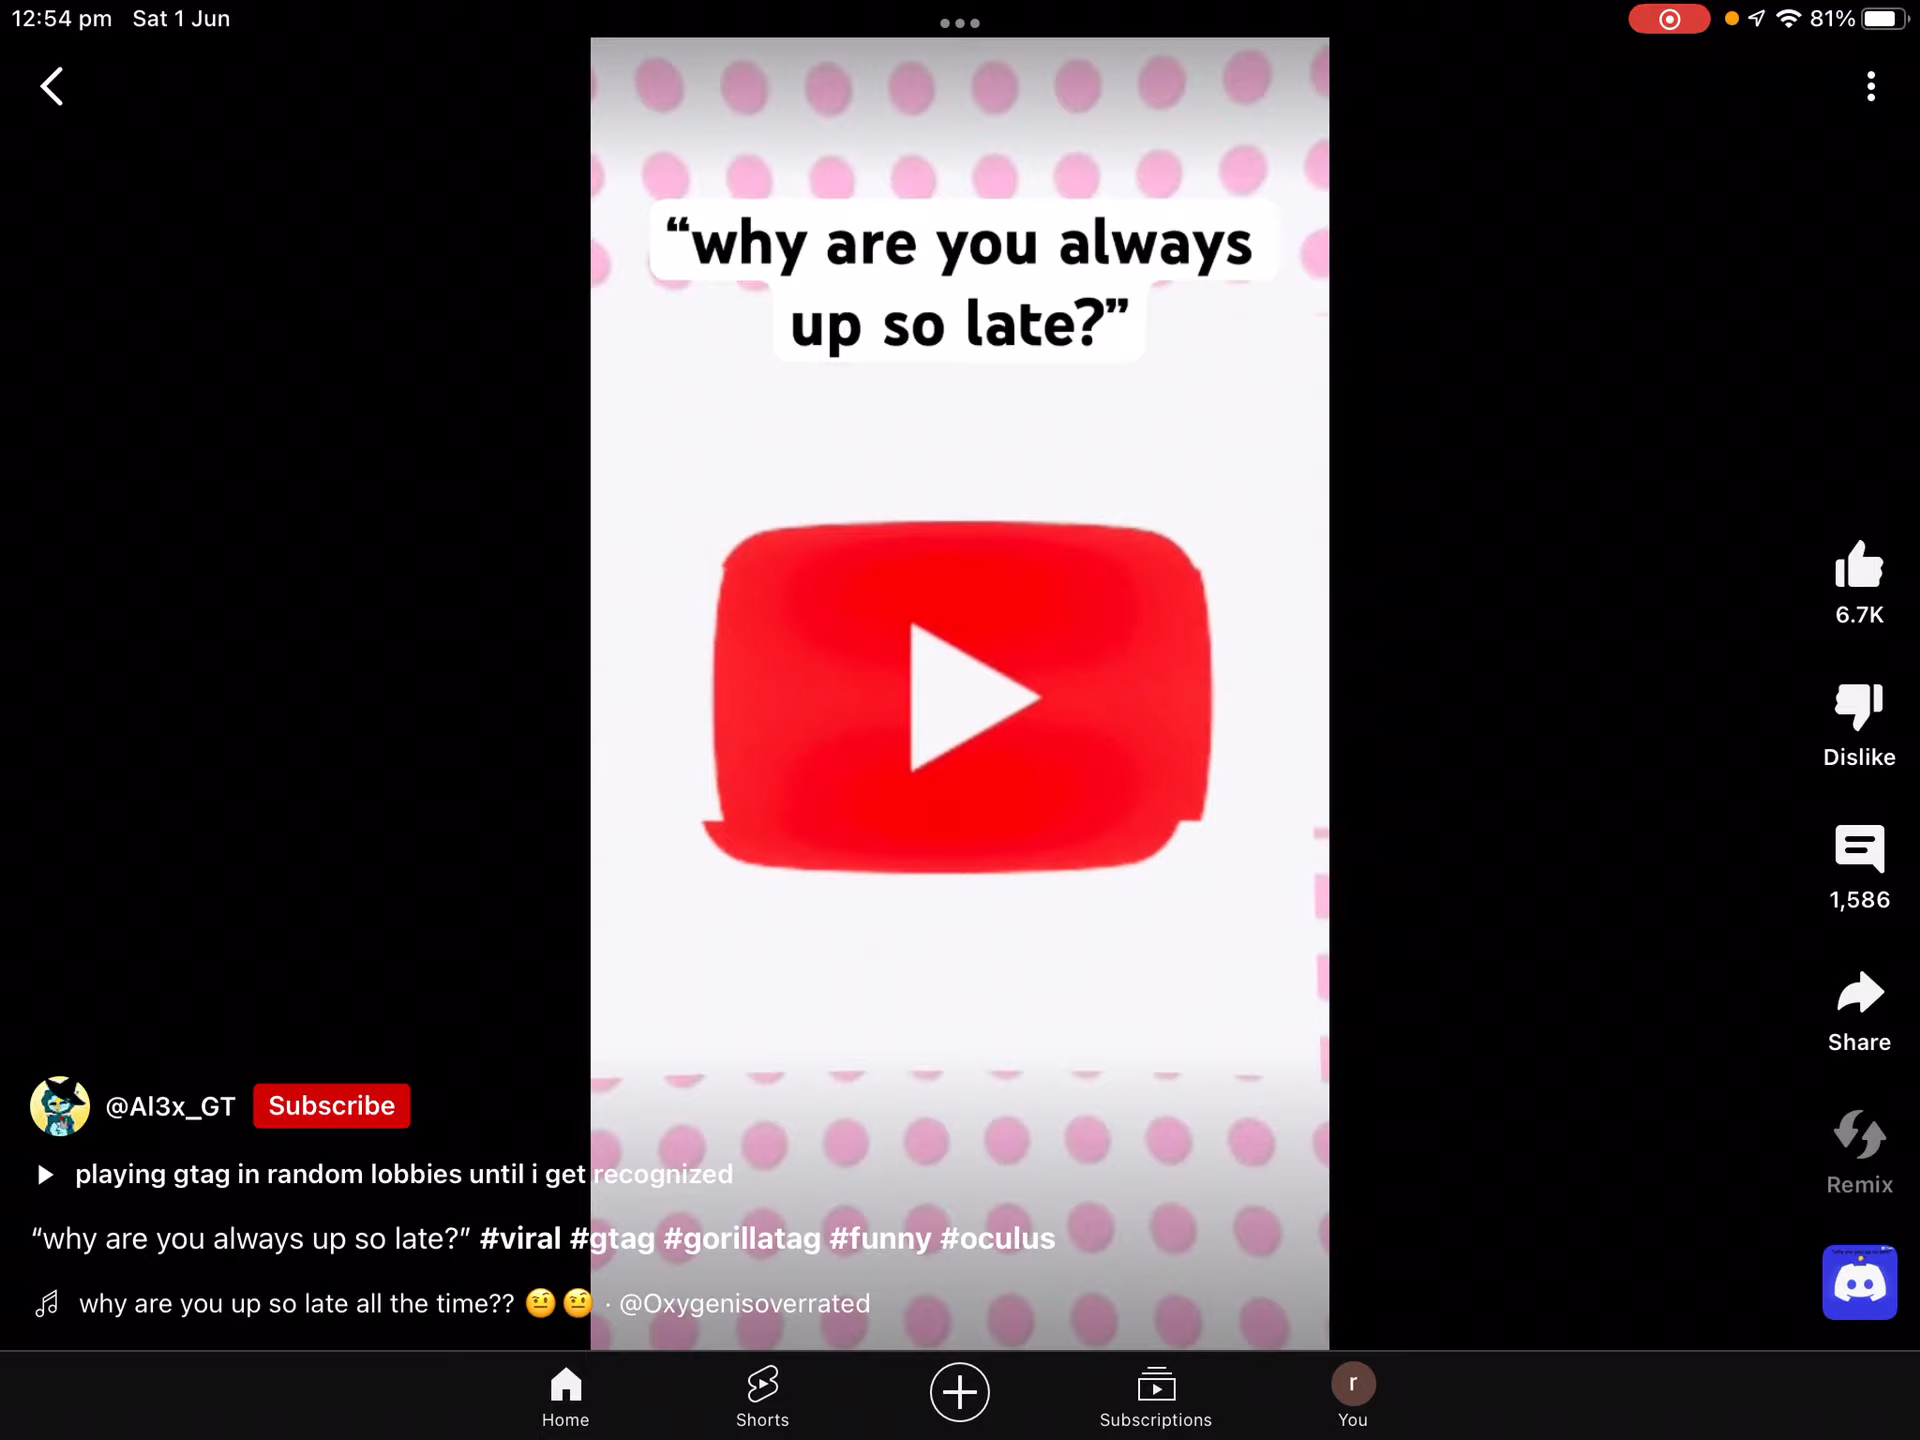 12:54 pm Sat 1 Jun
81%
“why are you always
up so late?”
6.7K
Dislike
1,586
Share
Remix
@Al3x_GT Subscribe
playing gtag in random lobbies until i get recognized
“why are you always up so late?” #viral #gtag #gorillatag #funny #oculus
why are you up so late all the time?? 🤨🤨 · @Oxygenisoverrated
Home
Shorts
Subscriptions
r
You